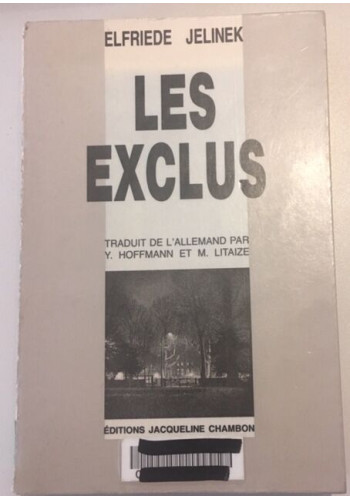 ELFRIEDE JELINEK
LES
EXCLUS
TRADUIT DE L'ALLEMAND PAR
Y. HOFFMANN ET M. LITAIZE
ÉDITIONS JACQUELINE CHAMBON